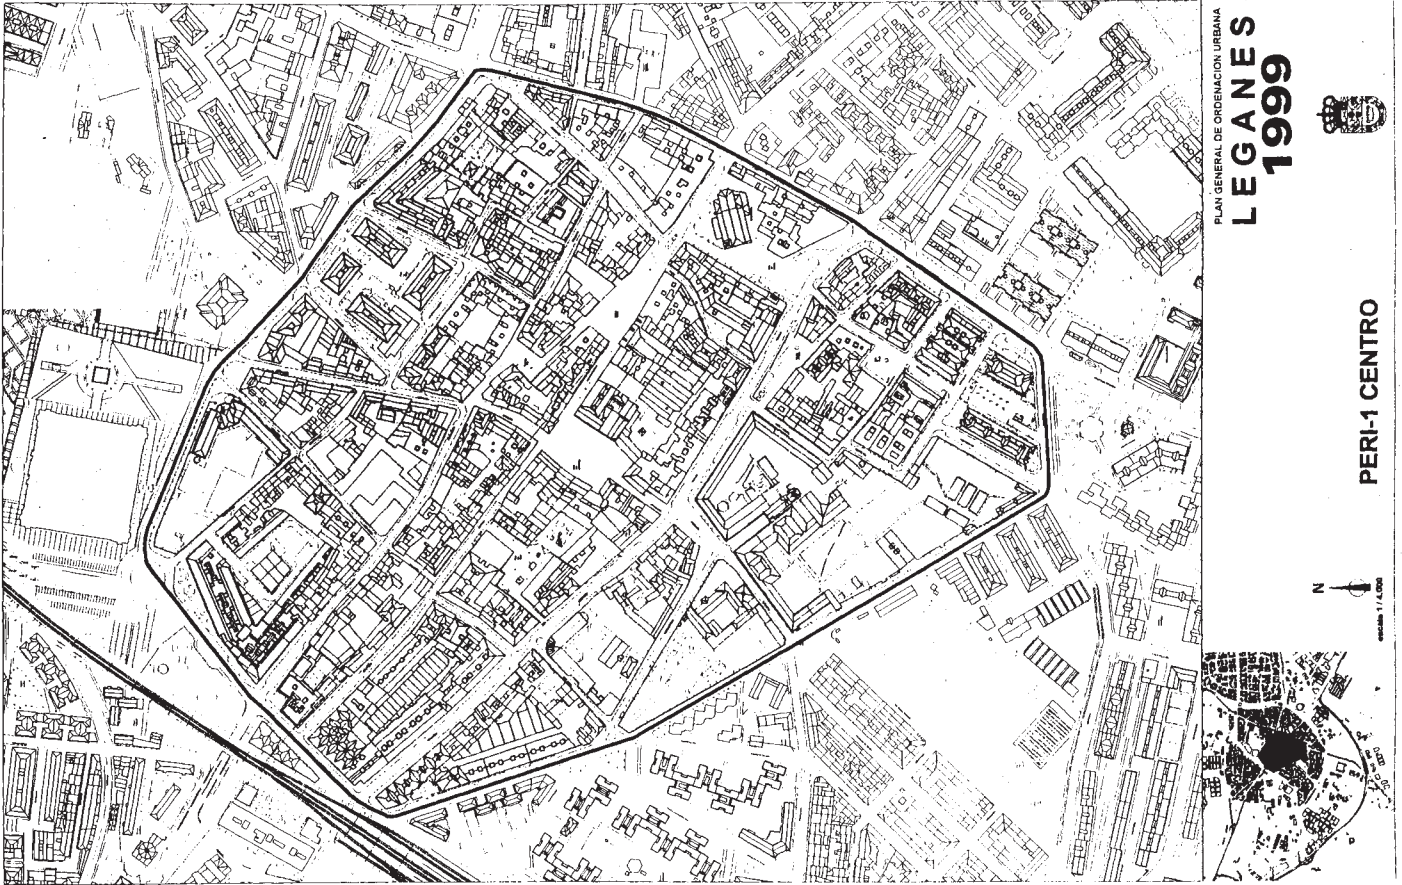 PLAN GENERAL DE ORDENACION URBANA
LEGANES
1999
PERI-1 CENTRO
N
escala 1 / 4.000